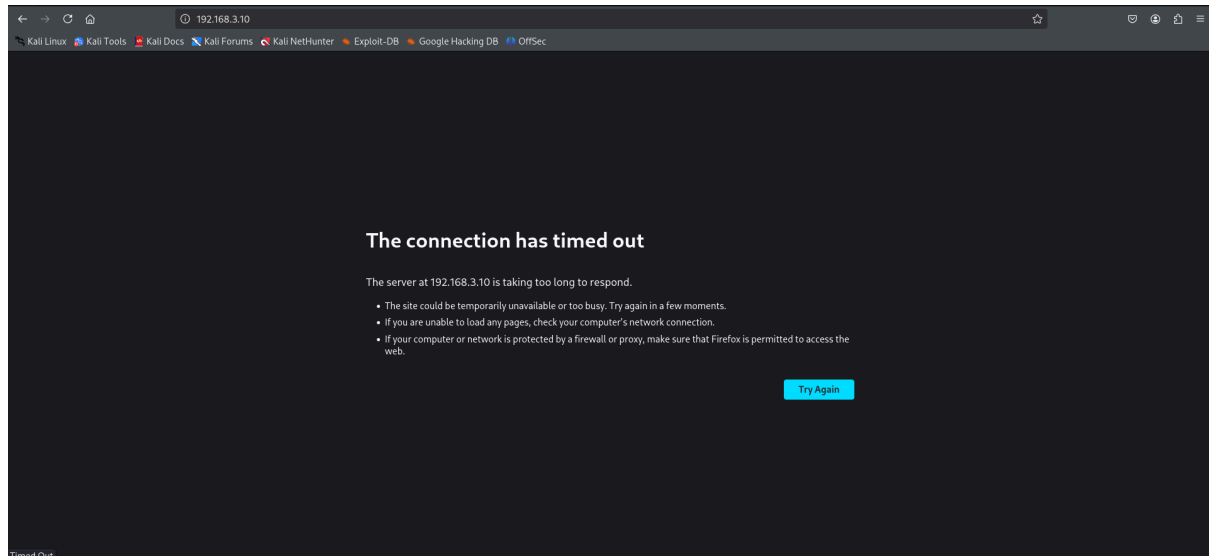 192.168.3.10
Kali Linux Kali Tools Kali Docs Kali Forums Kali NetHunter Exploit-DB Google Hacking DB OffSec
The connection has timed out
The server at 192.168.3.10 is taking too long to respond.
• The site could be temporarily unavailable or too busy. Try again in a few moments.
• If you are unable to load any pages, check your computer's network connection.
• If your computer or network is protected by a firewall or proxy, make sure that Firefox is permitted to access the
web.
Try Again
Timed Out